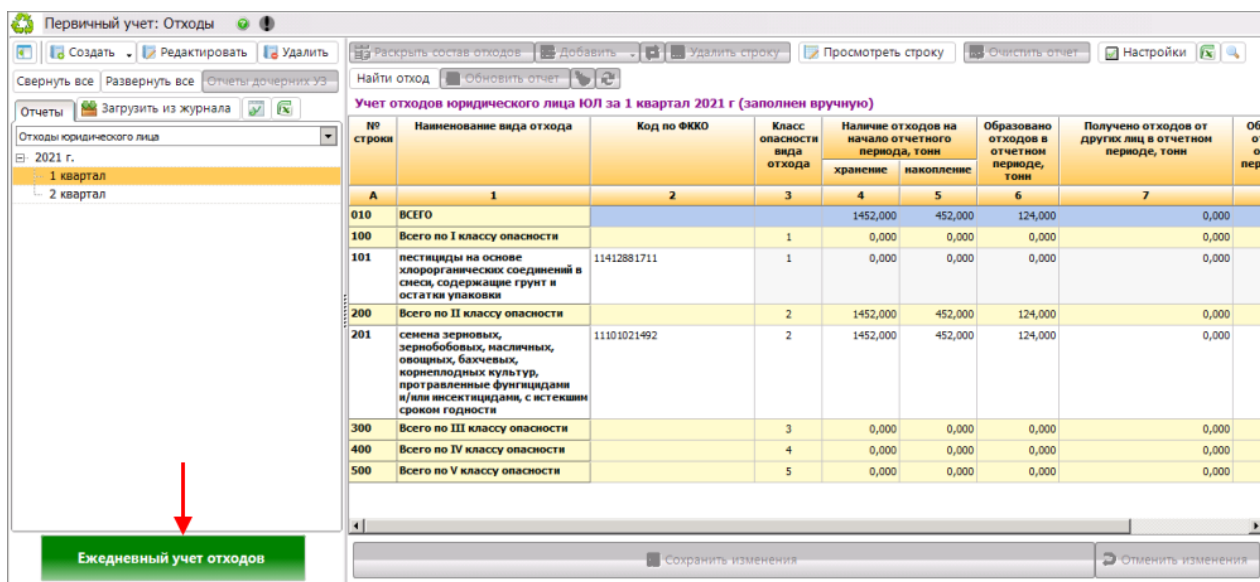 Первичный учет: Отходы
Создать Редактировать Удалить
Свернуть все Развернуть все Отчеты дочерних УЗ
Отчеты Загрузить из журнала
Отходы юридического лица
2021 г.
1 квартал
2 квартал
Ежедневный учет отходов
Раскрыть состав отходов Добавить Удалить строку Просмотреть строку Очистить отчет Настройки
Найти отход Обновить отчет
Учет отходов юридического лица ЮЛ за 1 квартал 2021 г (заполнен вручную)
№ строки Наименование вида отхода Код по ФККО Класс опасности вида отхода Наличие отходов на начало отчетного периода, тонн Образовано отходов в отчетном периоде, тонн Получено отходов от других лиц в отчетном периоде, тонн
хранение накопление
А 1 2 3 4 5 6 7
010 ВСЕГО 1452,000 452,000 124,000 0,000
100 Всего по I классу опасности 1 0,000 0,000 0,000 0,000
101 пестициды на основе 11412881711 1 0,000 0,000 0,000 0,000
хлорорганических соединений в
смеси, содержащие грунт и
остатки упаковки
200 Всего по II классу опасности 2 1452,000 452,000 124,000 0,000
201 семена зерновых, 11101021492 2 1452,000 452,000 124,000 0,000
зернобобовых, масличных,
овощных, бахчевых,
корнеплодных культур,
протравленные фунгицидами
и/или инсектицидами, с истекшим
сроком годности
300 Всего по III классу опасности 3 0,000 0,000 0,000 0,000
400 Всего по IV классу опасности 4 0,000 0,000 0,000 0,000
500 Всего по V классу опасности 5 0,000 0,000 0,000 0,000
Сохранить изменения Отменить изменения